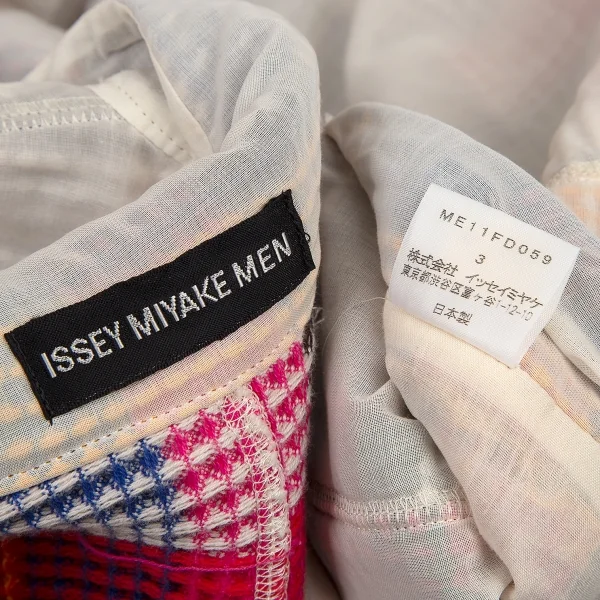 ISSEY MIYAKE MEN
ME11FD059
3
株式会社 イッセイミヤケ
東京都渋谷区富ヶ谷1-12-10
日本製